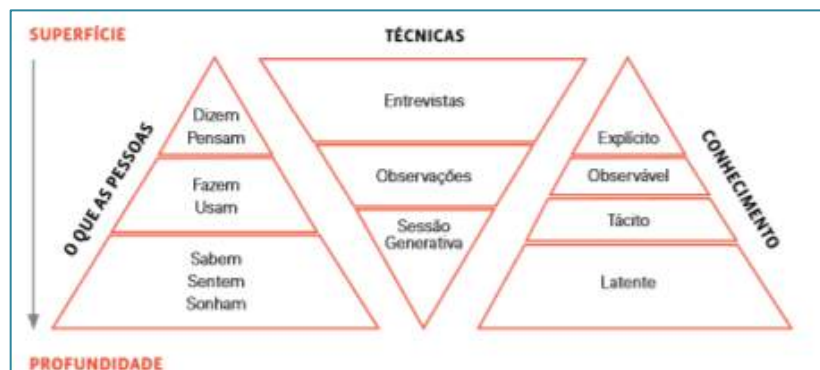 SUPERFÍCIE
TÉCNICAS
O QUE AS PESSOAS
Dizem
Pensam
Fazem
Usam
Sabem
Sentem
Sonham
Entrevistas
Observações
Sessão
Generativa
Explícito
Observável
Tácito
Latente
CONHECIMENTO
PROFUNDIDADE